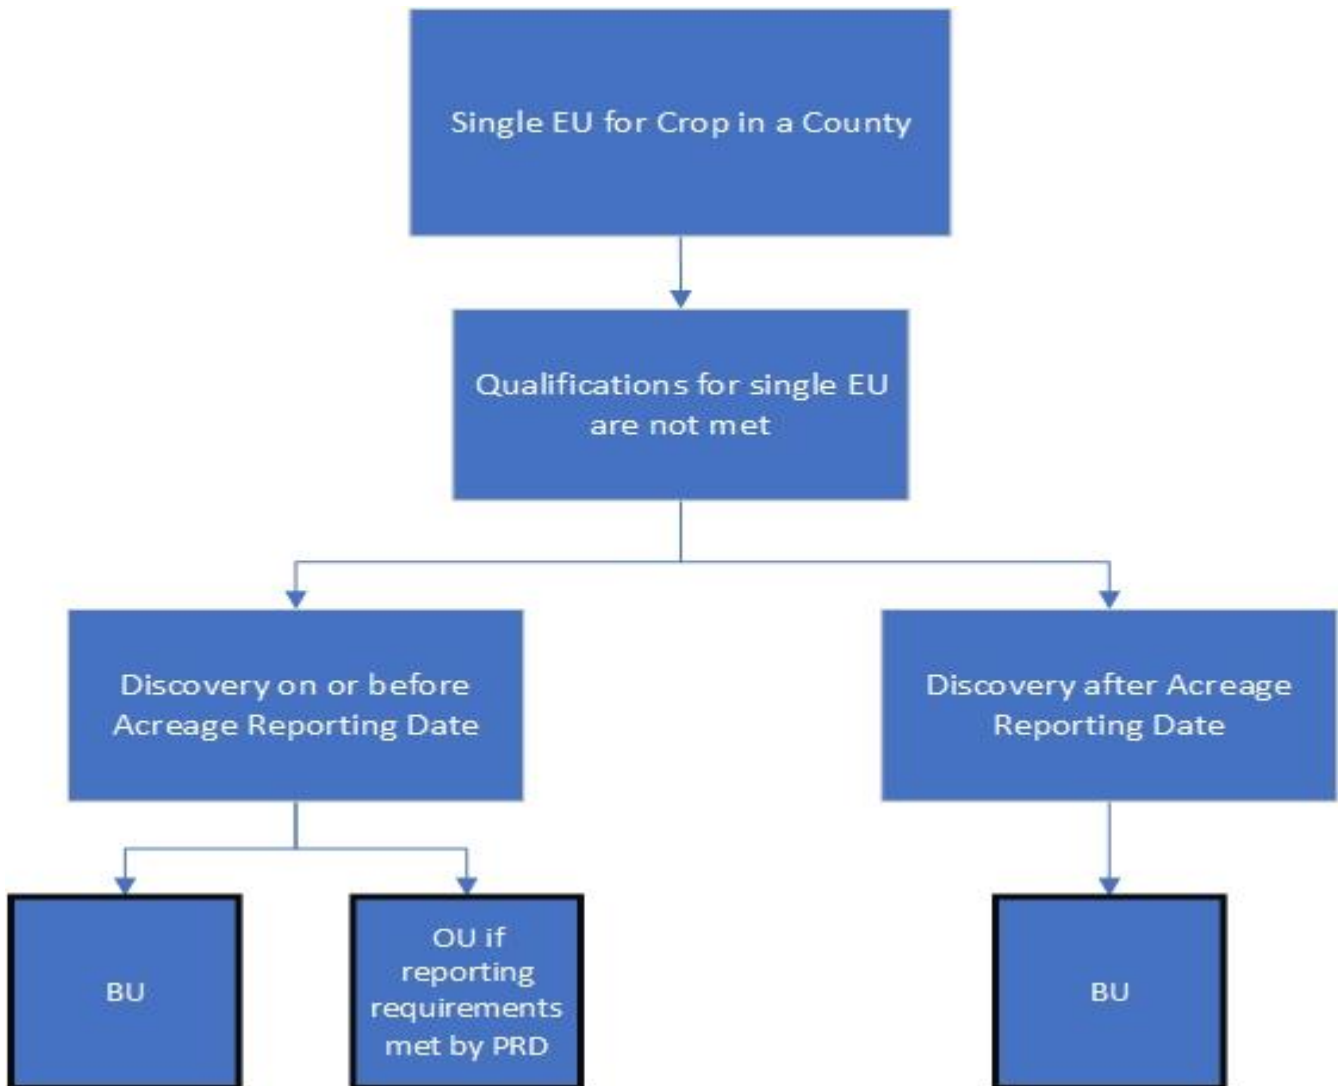 Single EU for Crop in a County
Qualifications for single EU
are not met
Discovery on or before
Acreage Reporting Date
Discovery after Acreage
Reporting Date
BU
OU if
reporting
requirements
met by PRD
BU